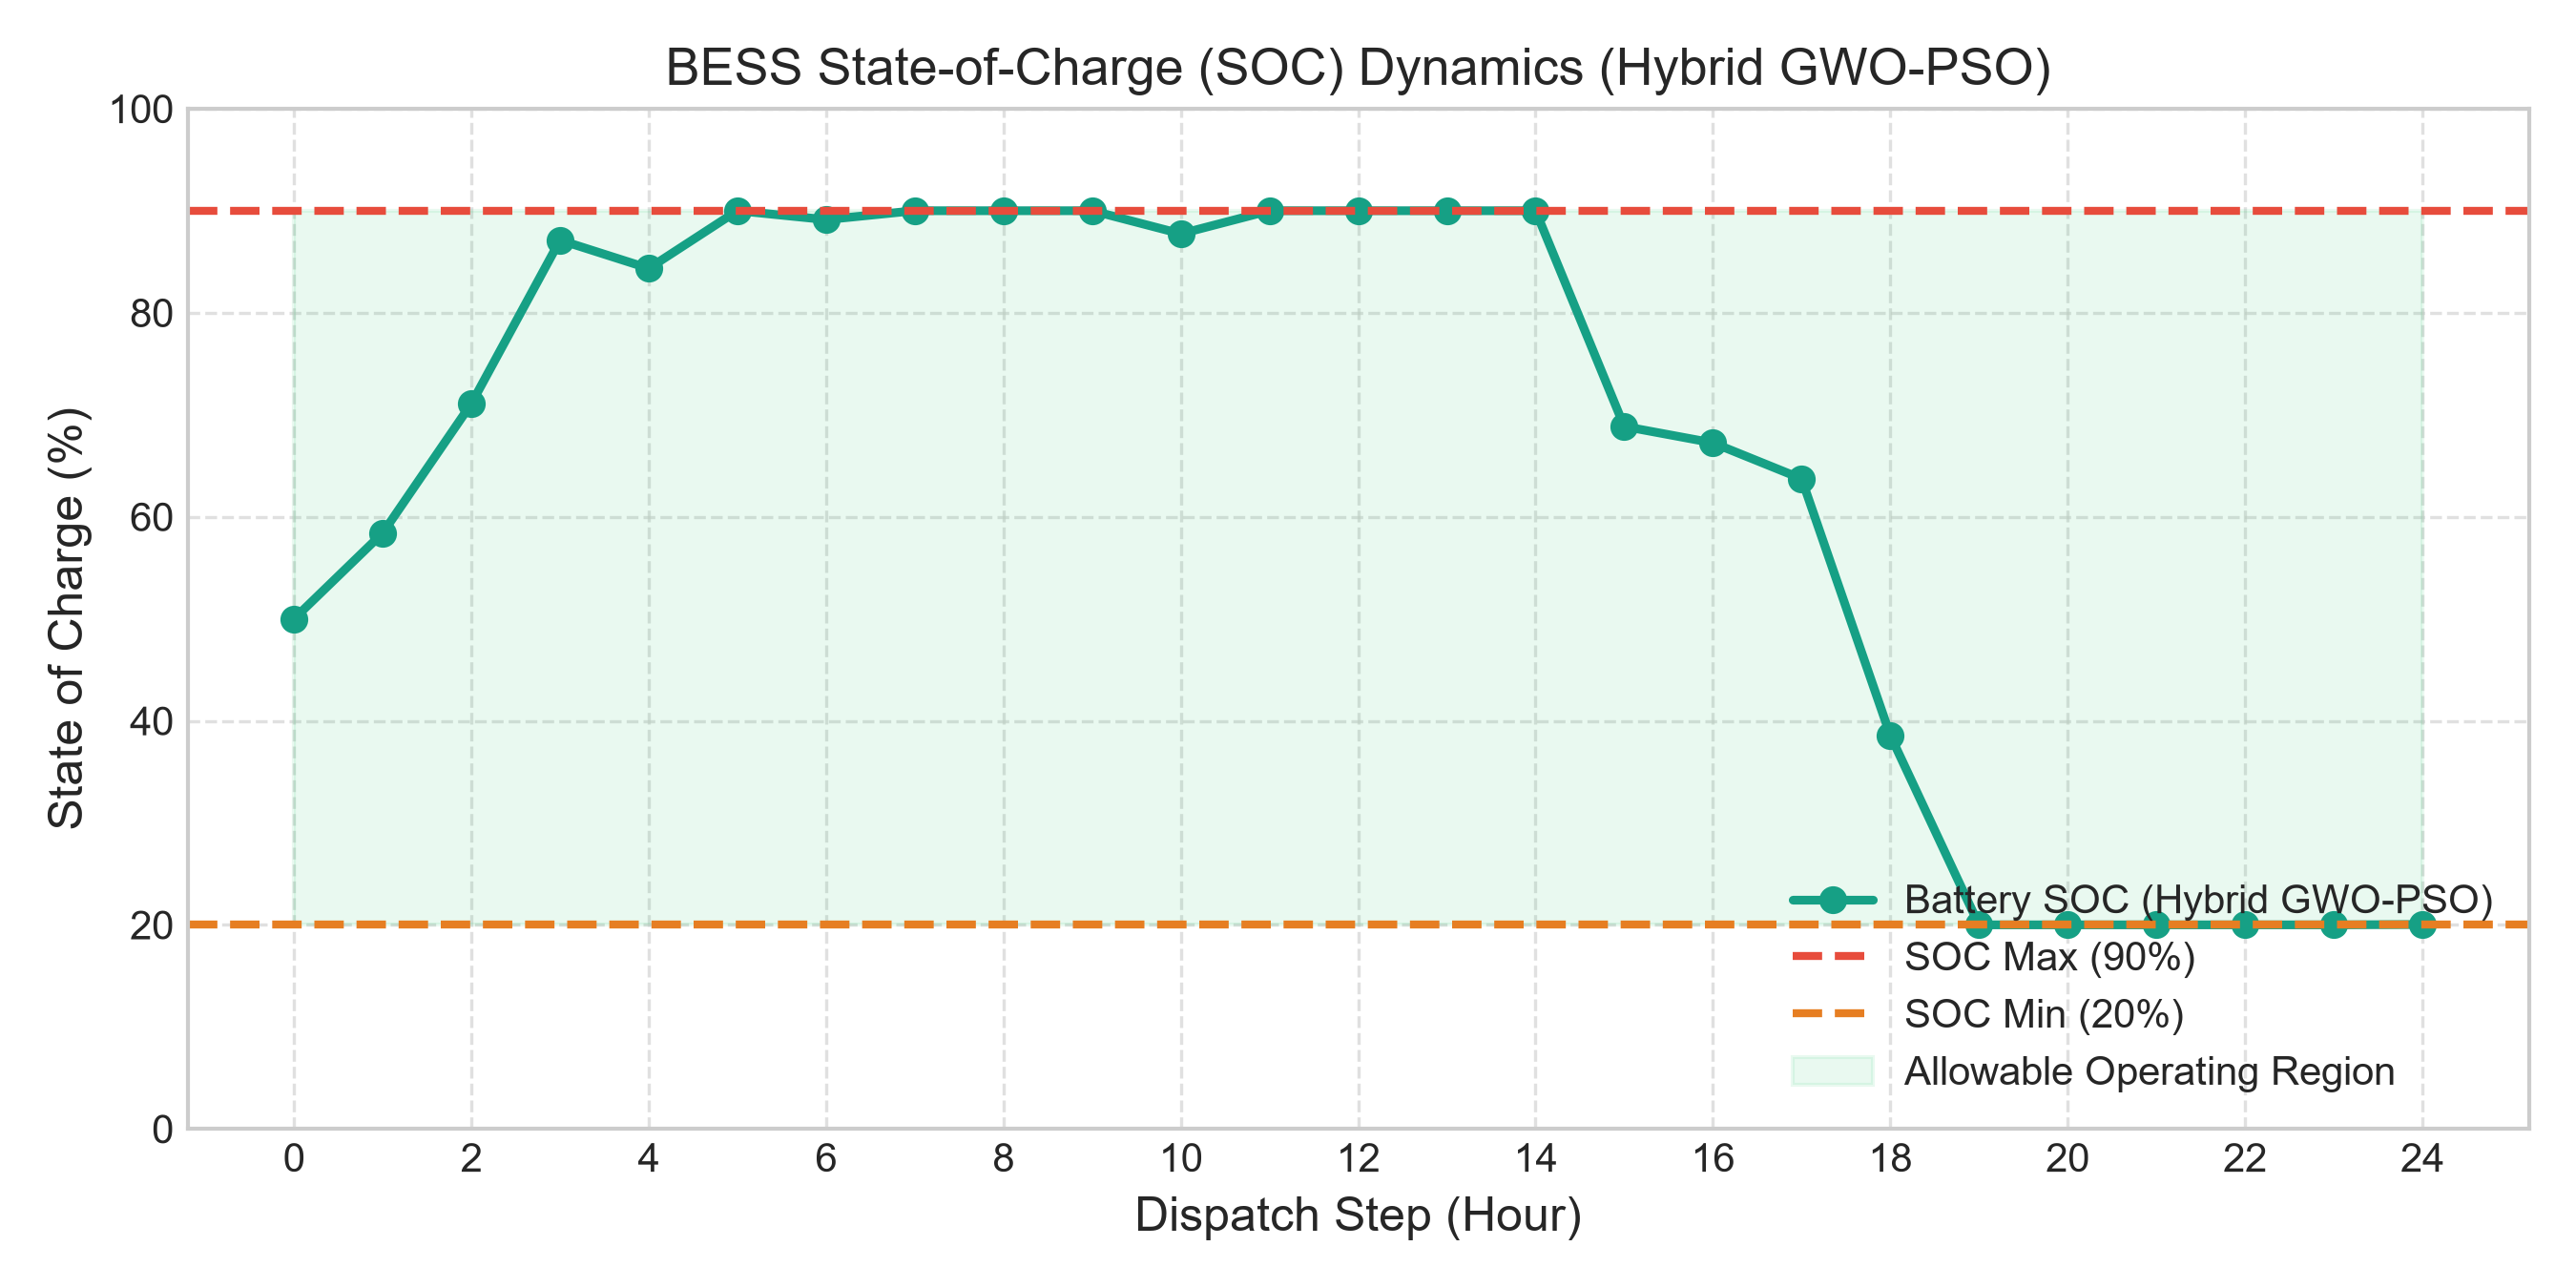 BESS State-of-Charge (SOC) Dynamics (Hybrid GWO-PSO)
State of Charge (%)
100
80
60
40
20
0
Battery SOC (Hybrid GWO-PSO)
SOC Max (90%)
SOC Min (20%)
Allowable Operating Region
0 2 4 6 8 10 12 14 16 18 20 22 24
Dispatch Step (Hour)